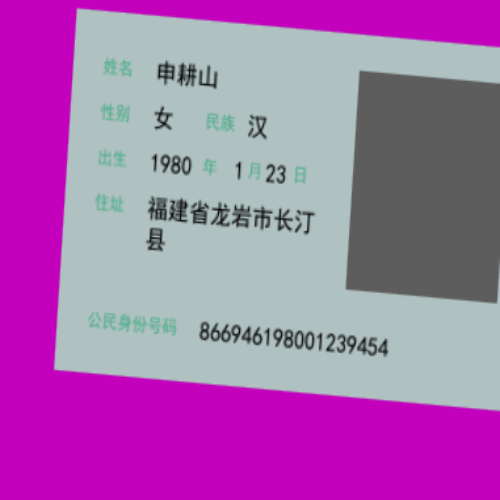 姓名 申耕山
性别 女 民族 汉
出生 1980 年 1 月 23 日
住址 福建省龙岩市长汀
县
公民身份号码 866946198001239454